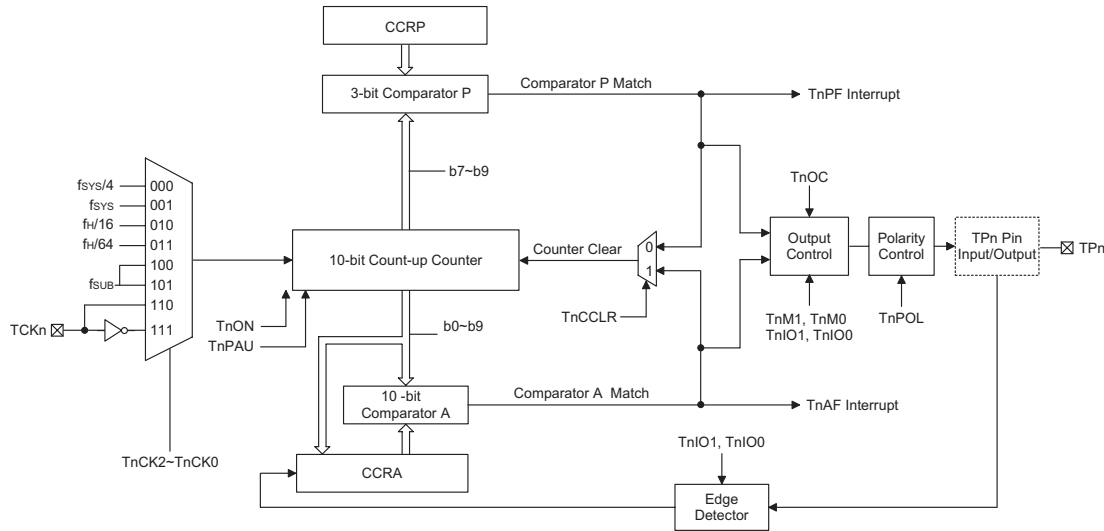 CCRP
3-bit Comparator P
Comparator P Match
TnPF Interrupt
b7~b9
fSYS/4
000
fSYS
001
fH/16
010
fH/64
011
100
fSUB
101
110
TCKn
111
TnCK2~TnCK0
10-bit Count-up Counter
TnON
TnPAU
Counter Clear
0
1
TnCCLR
b0~b9
TnOC
Output
Control
TnM1, TnM0
TnIO1, TnIO0
Polarity
Control
TnPOL
TPn Pin
Input/Output
TPn
10 -bit
Comparator A
Comparator A Match
TnAF Interrupt
CCRA
TnIO1, TnIO0
Edge
Detector